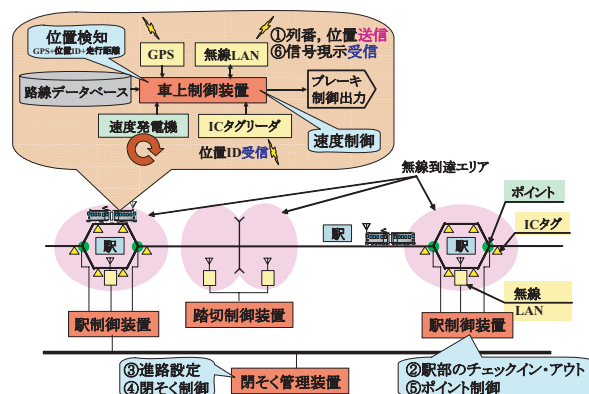 位置検知
GPS+位置ID+走行距離
GPS
無線LAN
①列番，位置送信
⑥信号現示受信
路線データベース
車上制御装置
ブレーキ
制御出力
速度発電機
ICタグリーダ
速度制御
位置ID受信
無線到達エリア
ポイント
ICタグ
駅
駅
駅
無線
LAN
駅制御装置
踏切制御装置
駅制御装置
③進路設定
④閉そく制御
閉そく管理装置
②駅部のチェックイン・アウト
⑤ポイント制御